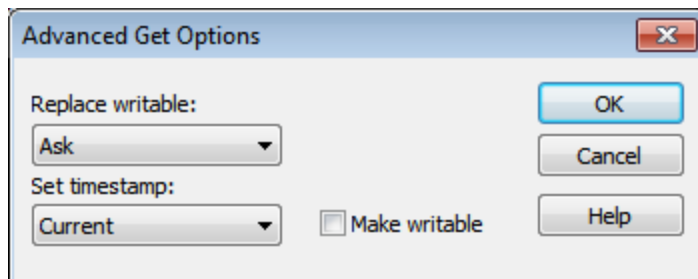 Advanced Get Options
Replace writable:
OK
Ask
Cancel
Set timestamp:
Current
Make writable
Help